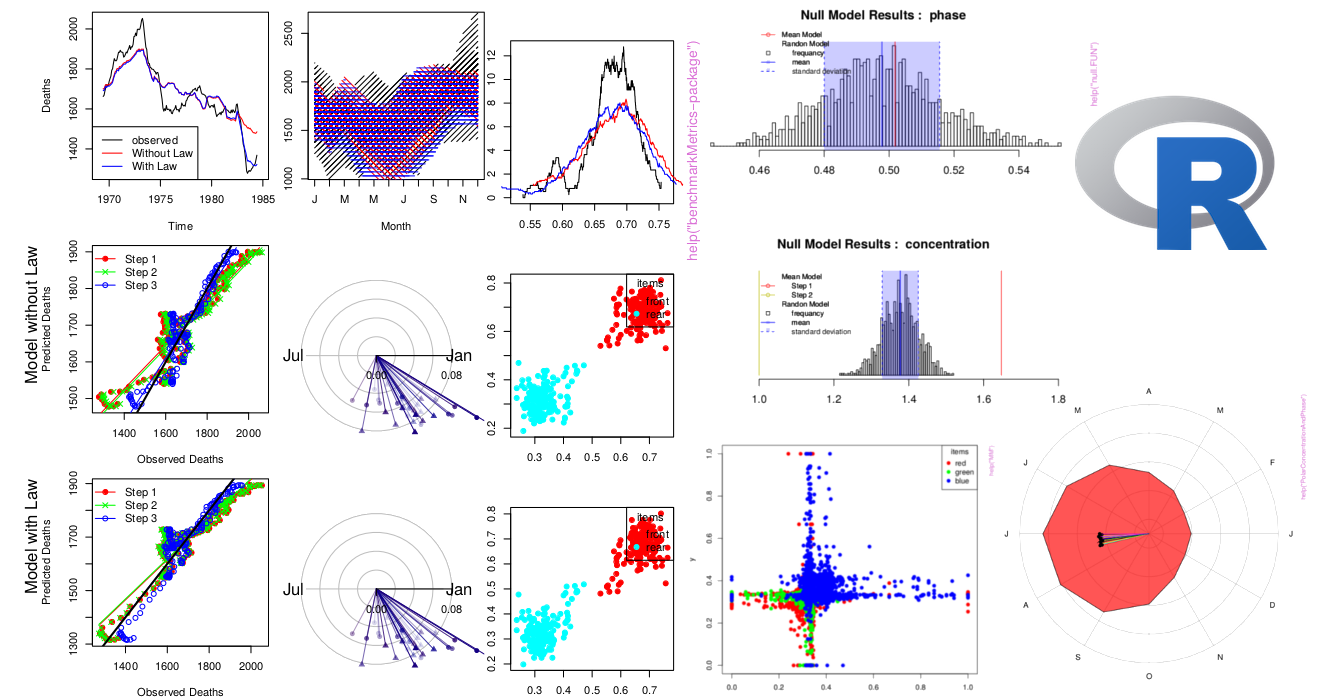 Deaths
2000
1800
1600
1400
observed
Without Law
With Law
1970 1975 1980 1985
Time
2500
2000
1500
1000
J M M J S N
Month
12
10
8
6
4
2
0
0.55 0.60 0.65 0.70
help("benchmarkMetrics-package")
Null Model Results : phase
Mean Model
Randon Model
frequency
mean
standard deviation
0.46 0.48 0.50 0.52 0.54
help("null.FUN")
R
Model without Law
Predicted Deaths
1900
1800
1700
1600
1500
Step 1
Step 2
Step 3
1400 1600 1800 2000
Observed Deaths
Jul
Jan
0.00
0.08
0.8
0.6
0.4
0.2
items
front
rear
0.3 0.4 0.5 0.6 0.7
Null Model Results : concentration
Mean Model
Step 1
Step 2
Randon Model
frequency
mean
standard deviation
1.0 1.2 1.4 1.6 1.8
Model with Law
Predicted Deaths
1900
1700
1500
1300
Step 1
Step 2
Step 3
1400 1600 1800 2000
Observed Deaths
Jul
Jan
0.00
0.08
0.8
0.7
0.6
0.5
0.4
0.3
0.2
items
front
rear
0.3 0.4 0.5 0.6 0.7
y
1.0
0.8
0.6
0.4
0.2
0.0
items
red
green
blue
0.0 0.2 0.4 0.6 0.8 1.0
help("MM")
A
M
M
J
F
J
J
A
D
S
N
O
help("PolarConcentrationAndPhase")